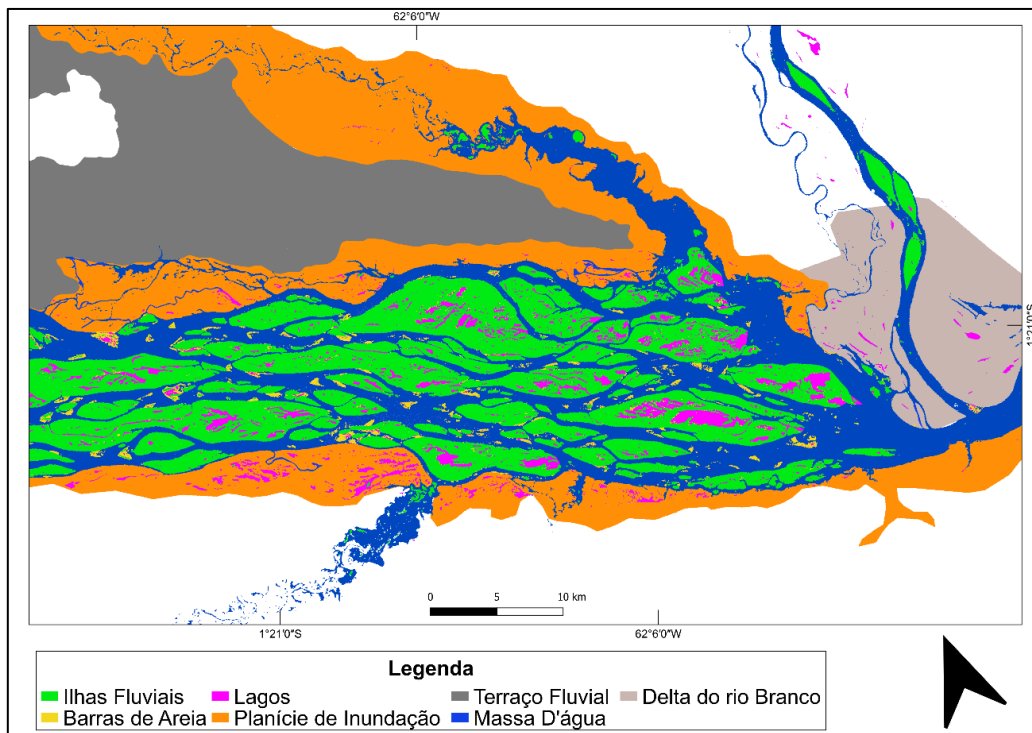 62°6'0"W
1°21'0"S
0 5 10 km
1°21'0"S
62°6'0"W
Legenda
Ilhas Fluviais Lagos Terraço Fluvial Delta do rio Branco
Barras de Areia Planície de Inundação Massa D'água